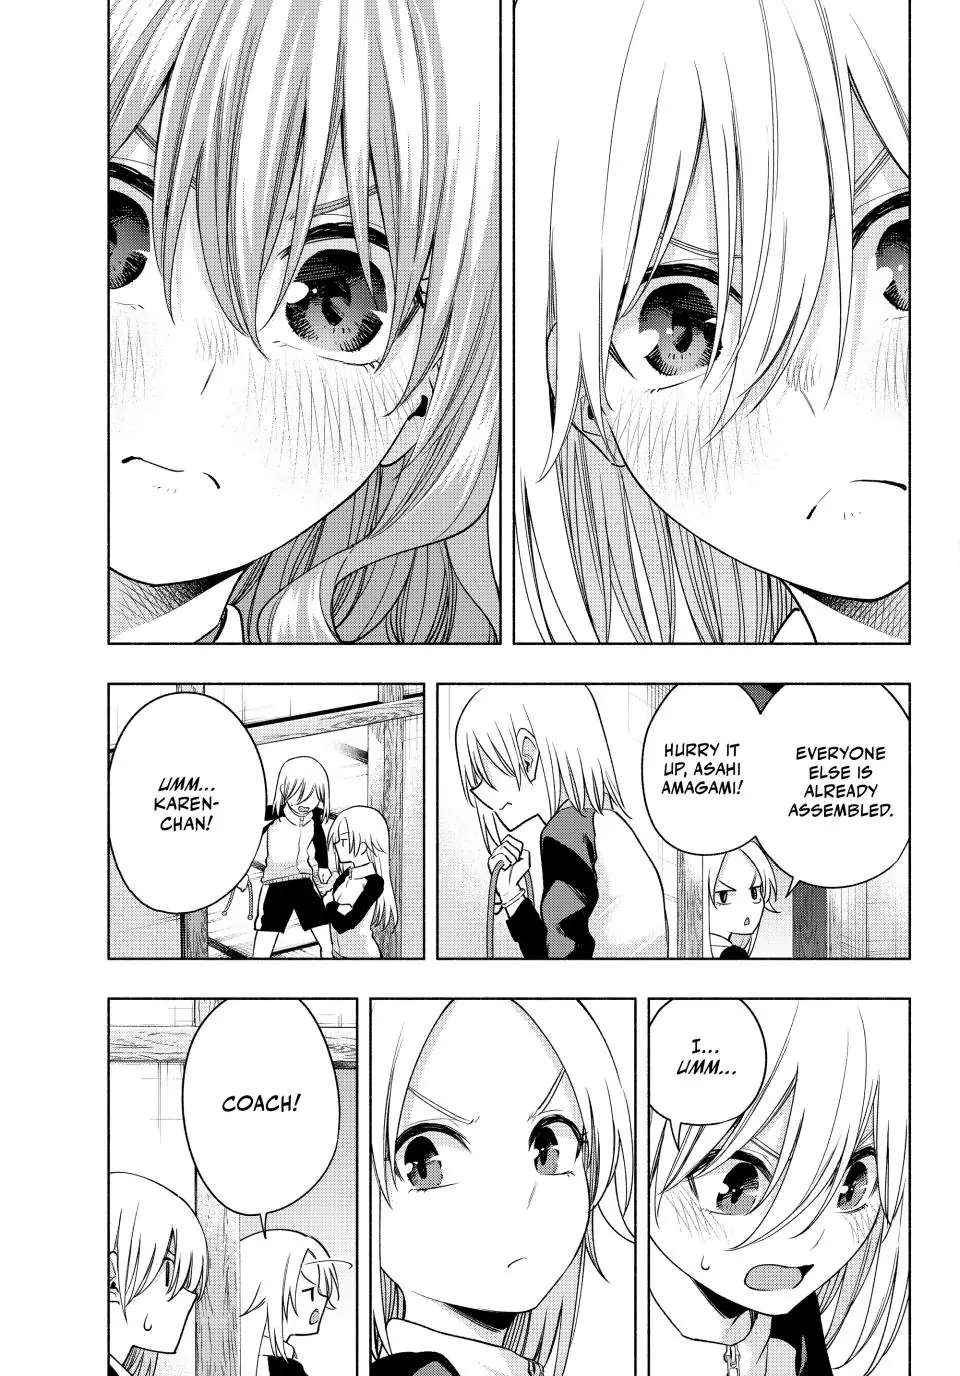 EVERYONE
ELSE IS
ALREADY
ASSEMBLED.
HURRY IT
UP, ASAHI
AMAGAMI!
UMM...
KAREN-
CHAN!
I...
UMM...
COACH!